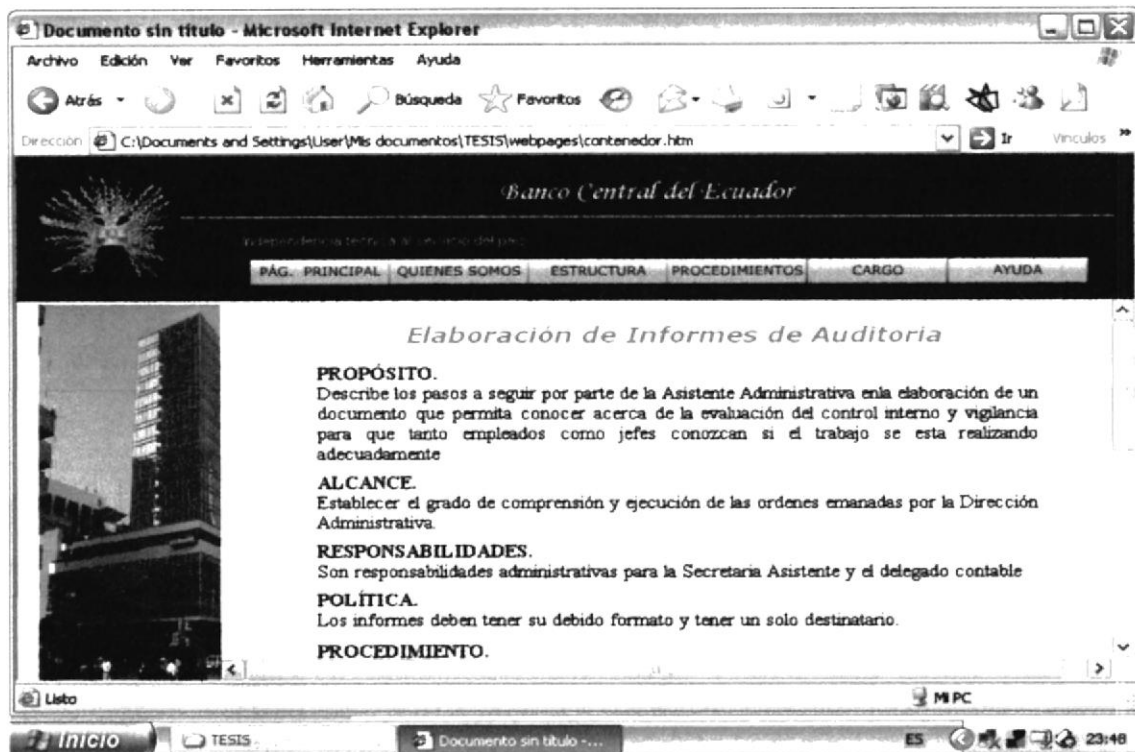 Documento sin título - Microsoft Internet Explorer
Archivo Edición Ver Favoritos Herramientas Ayuda
Atrás Búsqueda Favoritos
Dirección C:\Documents and Settings\User\Mis documentos\TESIS\webpages\contenedor.htm Ir Vínculos »
Banco Central del Ecuador
Independencia técnica al servicio del país
PÁG. PRINCIPAL QUIENES SOMOS ESTRUCTURA PROCEDIMIENTOS CARGO AYUDA
Elaboración de Informes de Auditoria
PROPÓSITO.
Describe los pasos a seguir por parte de la Asistente Administrativa enla elaboración de un
documento que permita conocer acerca de la evaluación del control interno y vigilancia
para que tanto empleados como jefes conozcan si el trabajo se esta realizando
adecuadamente
ALCANCE.
Establecer el grado de comprensión y ejecución de las ordenes emanadas por la Dirección
Administrativa.
RESPONSABILIDADES.
Son responsabilidades administrativas para la Secretaria Asistente y el delegado contable
POLÍTICA.
Los informes deben tener su debido formato y tener un solo destinatario.
PROCEDIMIENTO.
Listo Mi PC
Inicio TESIS Documento sin título -... ES 23:48